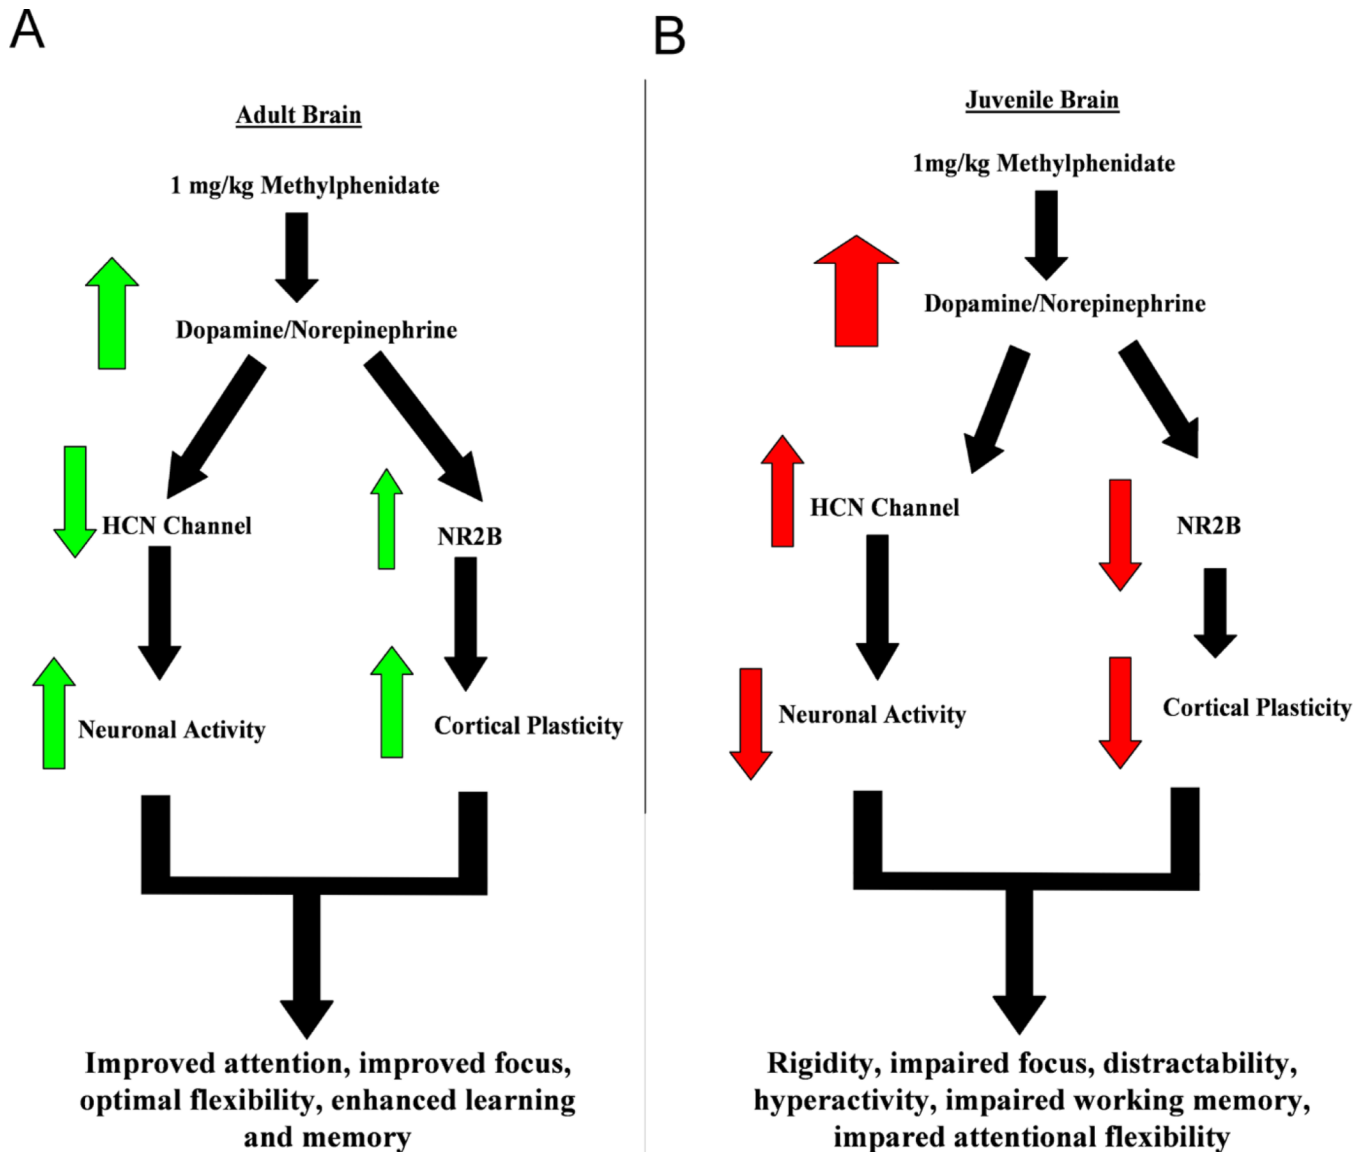 A
Adult Brain
1 mg/kg Methylphenidate
Dopamine/Norepinephrine
HCN Channel
NR2B
Neuronal Activity
Cortical Plasticity
Improved attention, improved focus,
optimal flexibility, enhanced learning
and memory
B
Juvenile Brain
1mg/kg Methylphenidate
Dopamine/Norepinephrine
HCN Channel
NR2B
Neuronal Activity
Cortical Plasticity
Rigidity, impaired focus, distractability,
hyperactivity, impaired working memory,
impared attentional flexibility